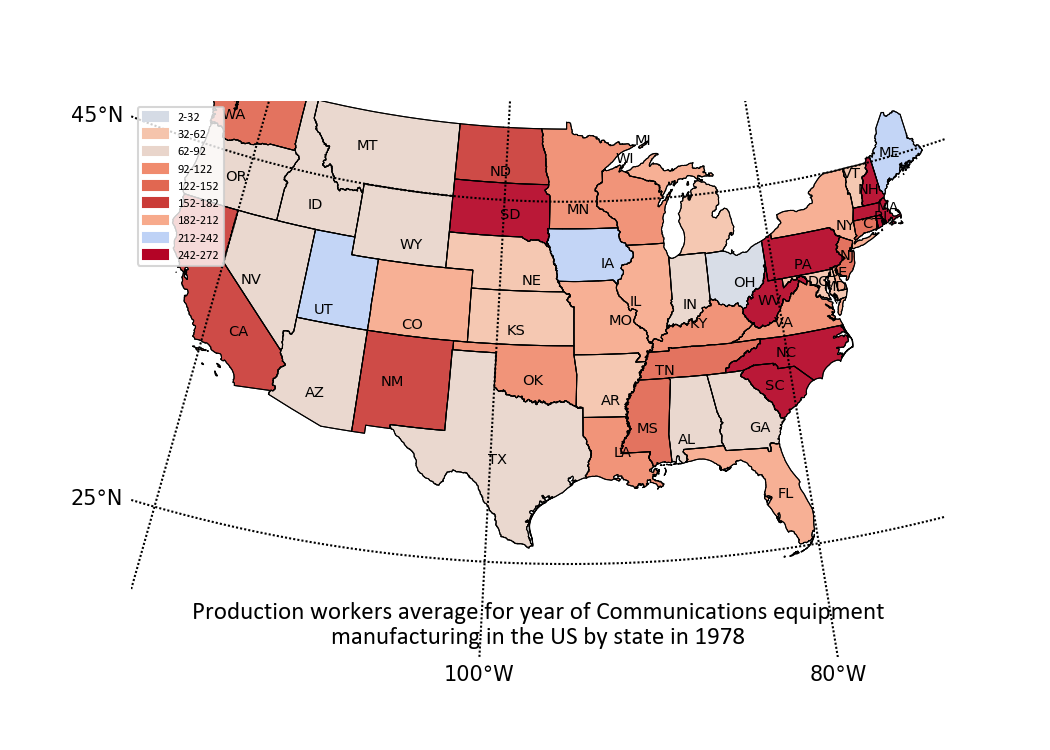 45°N
WA
2-32
32-62
62-92
92-122
122-152
152-182
182-212
212-242
242-272
MT
ND
MI
WI
ME
VT
NH
OR
ID
SD
MN
MA
NY
WY
IA
PA
NJ
NV
NE
OH
DC
MD
UT
CO
MO
IL
IN
WV
KY
VA
CA
KS
NC
AZ
NM
OK
TN
SC
AR
MS
AL
GA
TX
LA
FL
25°N
Production workers average for year of Communications equipment
manufacturing in the US by state in 1978
100°W
80°W